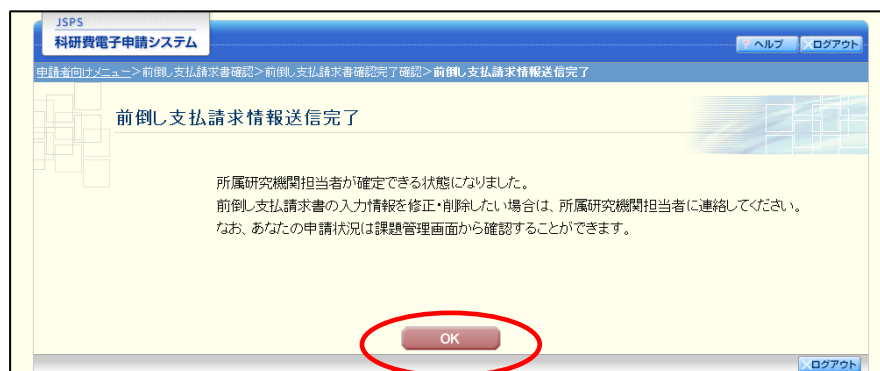 JSPS
科研費電子申請システム
? ヘルプ
×ログアウト
申請者向けメニュー>前倒し支払請求書確認>前倒し支払請求書確認完了確認>前倒し支払請求情報送信完了
前倒し支払請求情報送信完了
所属研究機関担当者が確定できる状態になりました。
前倒し支払請求書の入力情報を修正・削除したい場合は、所属研究機関担当者に連絡してください。
なお、あなたの申請状況は課題管理画面から確認することができます。
OK
×ログアウト